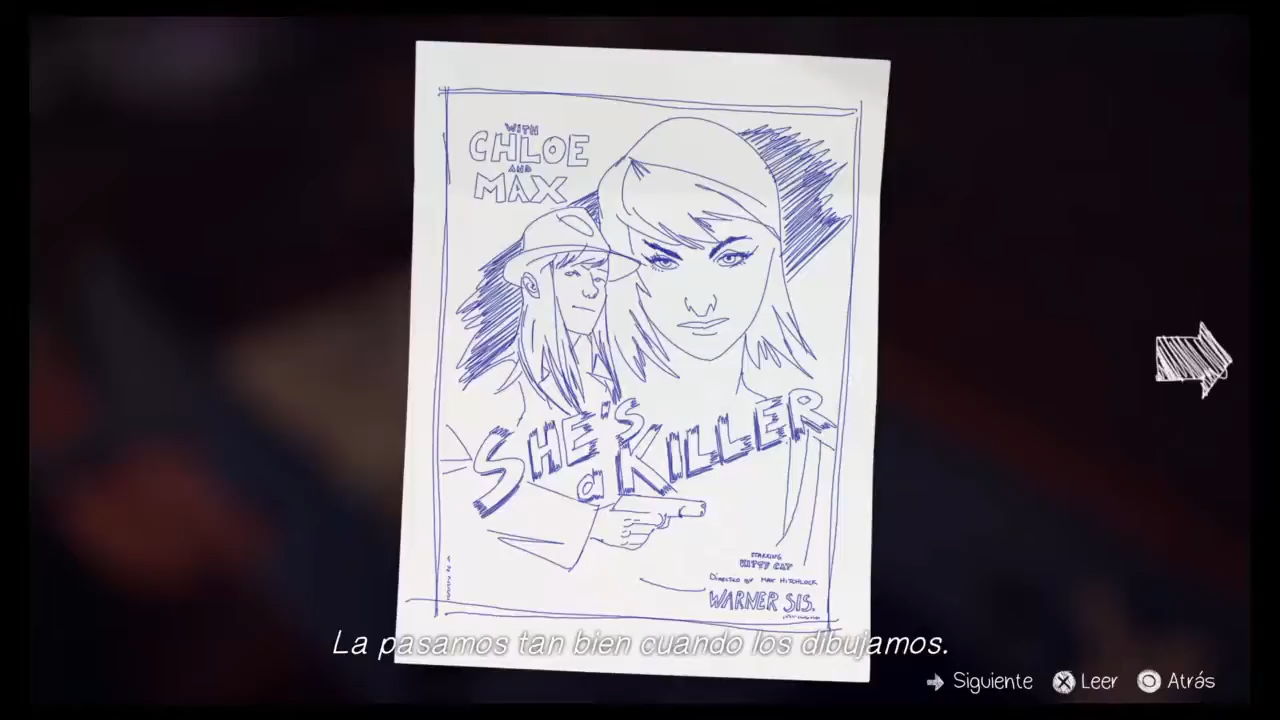 WITH
CHLOE
AND
MAX
SHE'S
a KILLER
STARRING
KITTY CAT
DIRECTED BY MAX HITCHLOCK
WARNER SIS.
La pasamos tan bien cuando los dibujamos.
Siguiente Leer Atrás